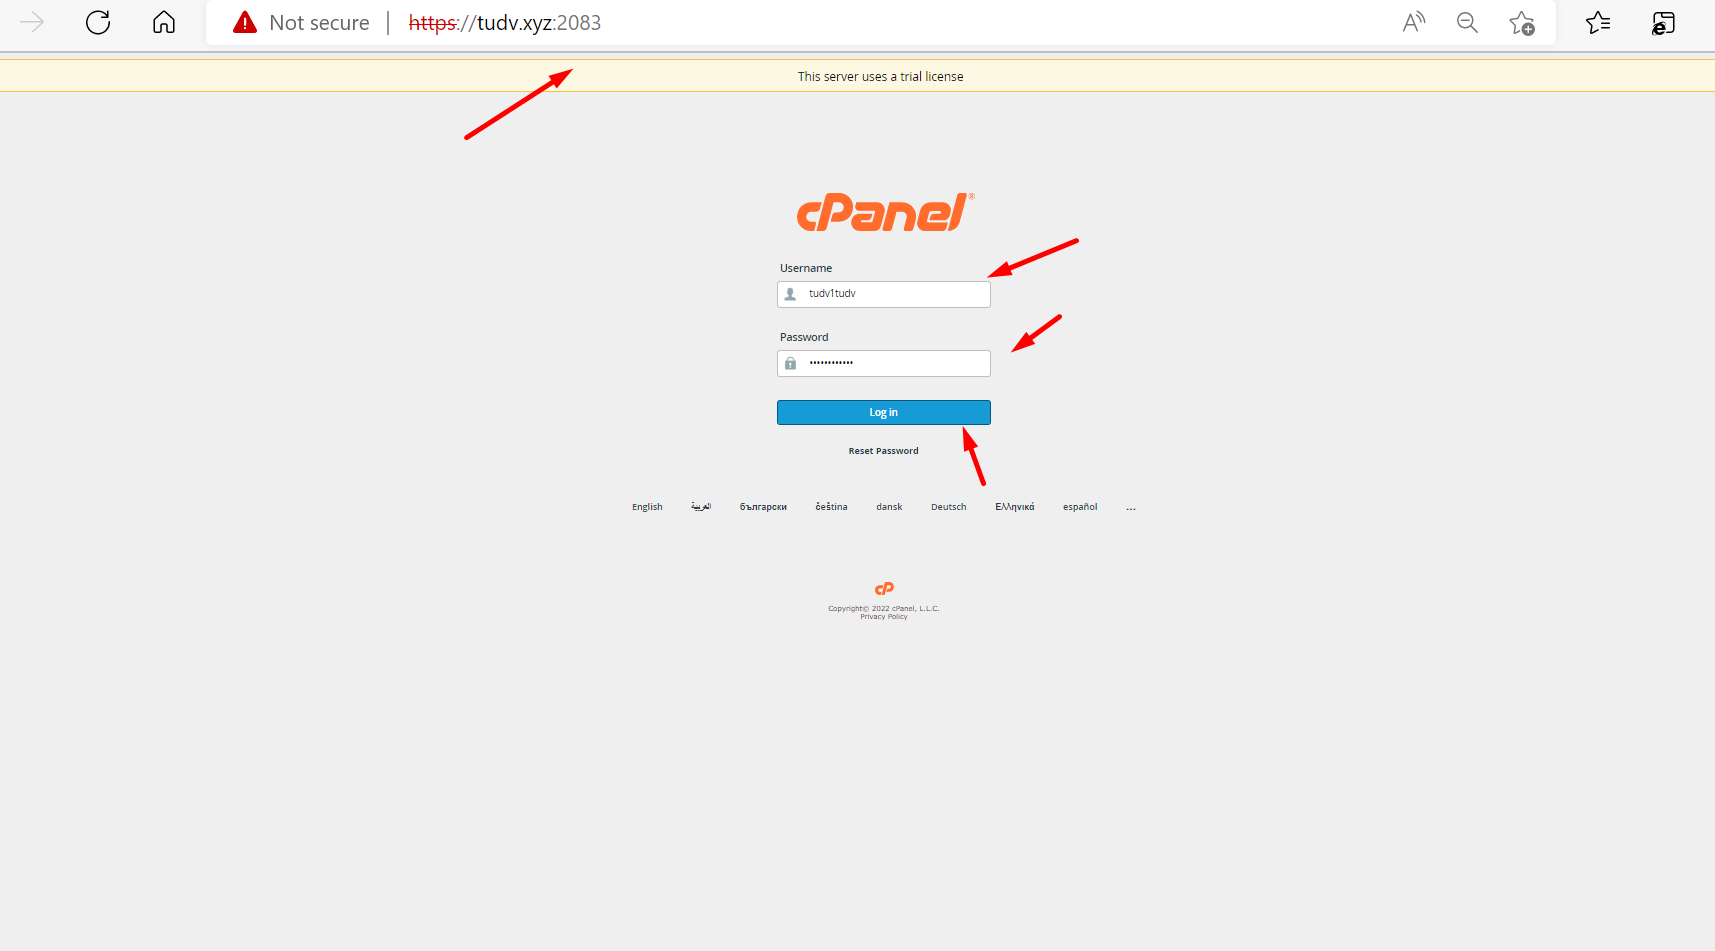 Not secure | https://tudv.xyz:2083
This server uses a trial license
cPanel®
Username
tudv1tudv
Password
••••••••••••
Log in
Reset Password
English العربية български čeština dansk Deutsch Ελληνικά español ...
cP
Copyright© 2022 cPanel, L.L.C.
Privacy Policy